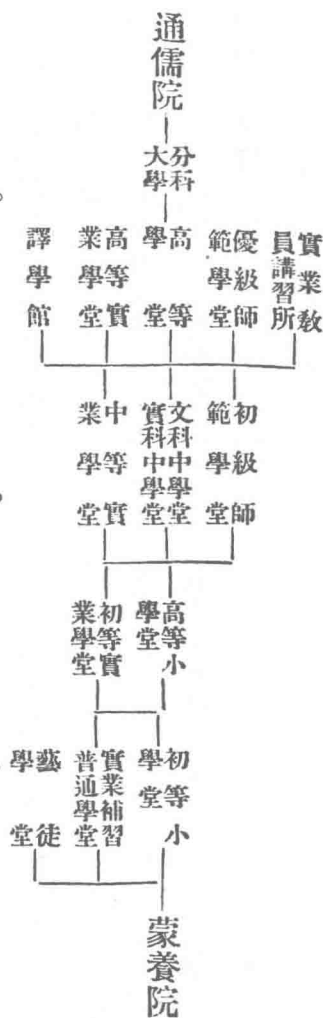 通儒院
分科
大學
實業教
員講習所
優級師
範學堂
高等
學堂
高等實
業學堂
譯學館
初級師
範學堂
文科中學堂
實科中學堂
中等實
業學堂
高等小
學堂
初等實
業學堂
初等小
學堂
實業補習
普通學堂
藝徒
學堂
蒙養院